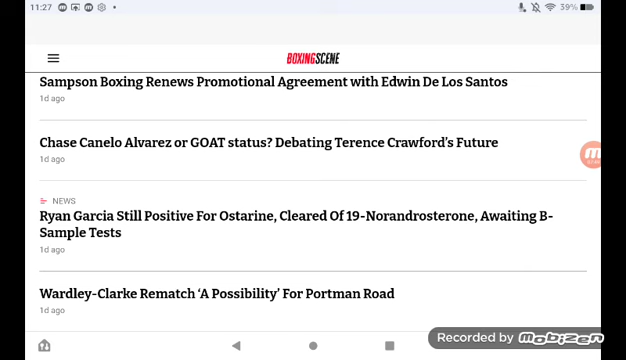 11:27
39%
BOXINGSCENE
Sampson Boxing Renews Promotional Agreement with Edwin De Los Santos
1d ago
Chase Canelo Alvarez or GOAT status? Debating Terence Crawford's Future
1d ago
NEWS
Ryan Garcia Still Positive For Ostarine, Cleared Of 19-Norandrosterone, Awaiting B-
Sample Tests
1d ago
Wardley-Clarke Rematch ‘A Possibility’ For Portman Road
1d ago
Recorded by Mobizen